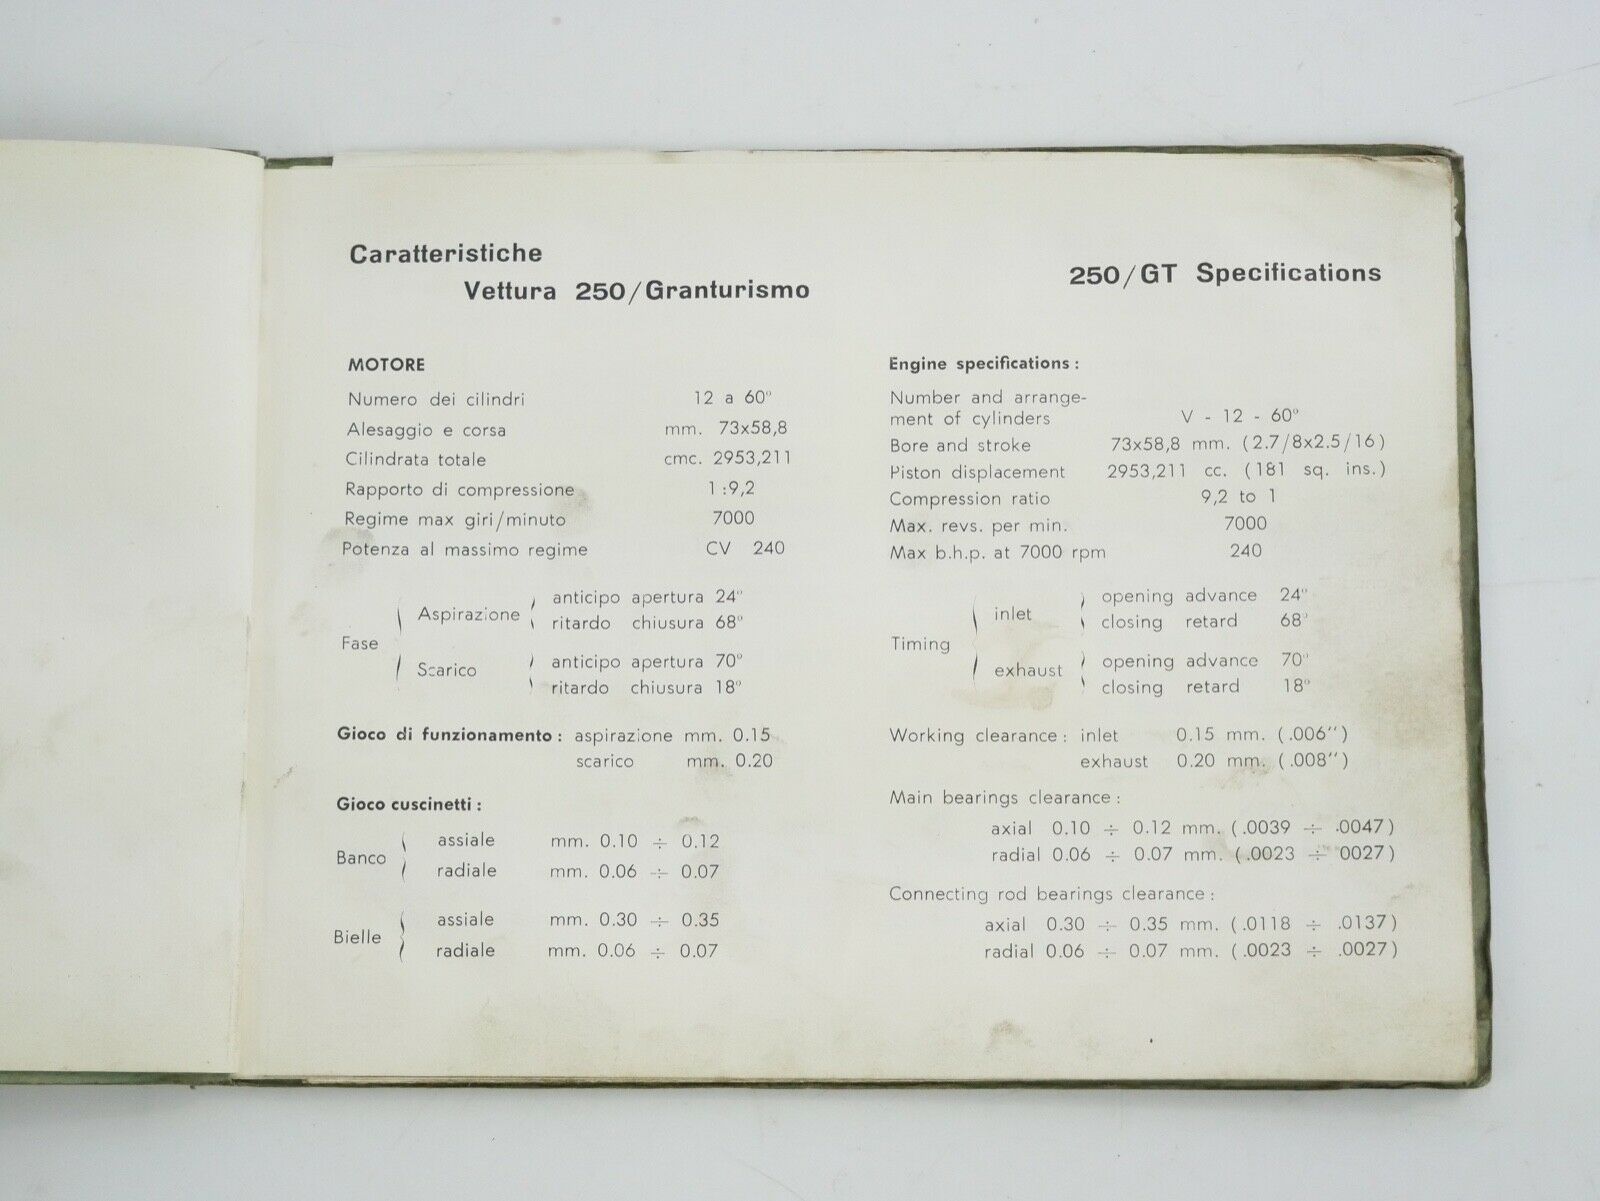 Caratteristiche
Vettura 250/Granturismo
MOTORE
Numero dei cilindri 12 a 60°
Alesaggio e corsa mm. 73x58,8
Cilindrata totale cmc. 2953,211
Rapporto di compressione 1:9,2
Regime max giri/minuto 7000
Potenza al massimo regime CV 240
Fase
Aspirazione
anticipo apertura 24°
ritardo chiusura 68°
Scarico
anticipo apertura 70°
ritardo chiusura 18°
Gioco di funzionamento: aspirazione mm. 0.15
scarico mm. 0.20
Gioco cuscinetti:
Banco
assiale mm. 0.10 ÷ 0.12
radiale mm. 0.06 ÷ 0.07
Bielle
assiale mm. 0.30 ÷ 0.35
radiale mm. 0.06 ÷ 0.07
250/GT Specifications
Engine specifications:
Number and arrange-
ment of cylinders V - 12 - 60°
Bore and stroke 73x58,8 mm. (2.7/8x2.5/16)
Piston displacement 2953,211 cc. (181 sq. ins.)
Compression ratio 9,2 to 1
Max. revs. per min. 7000
Max b.h.p. at 7000 rpm 240
Timing
inlet
opening advance 24°
closing retard 68°
exhaust
opening advance 70°
closing retard 18°
Working clearance: inlet 0.15 mm. (.006")
exhaust 0.20 mm. (.008")
Main bearings clearance:
axial 0.10 ÷ 0.12 mm. (.0039 ÷ .0047)
radial 0.06 ÷ 0.07 mm. (.0023 ÷ 0027)
Connecting rod bearings clearance:
axial 0.30 ÷ 0.35 mm. (.0118 ÷ .0137)
radial 0.06 ÷ 0.07 mm. (.0023 ÷ .0027)